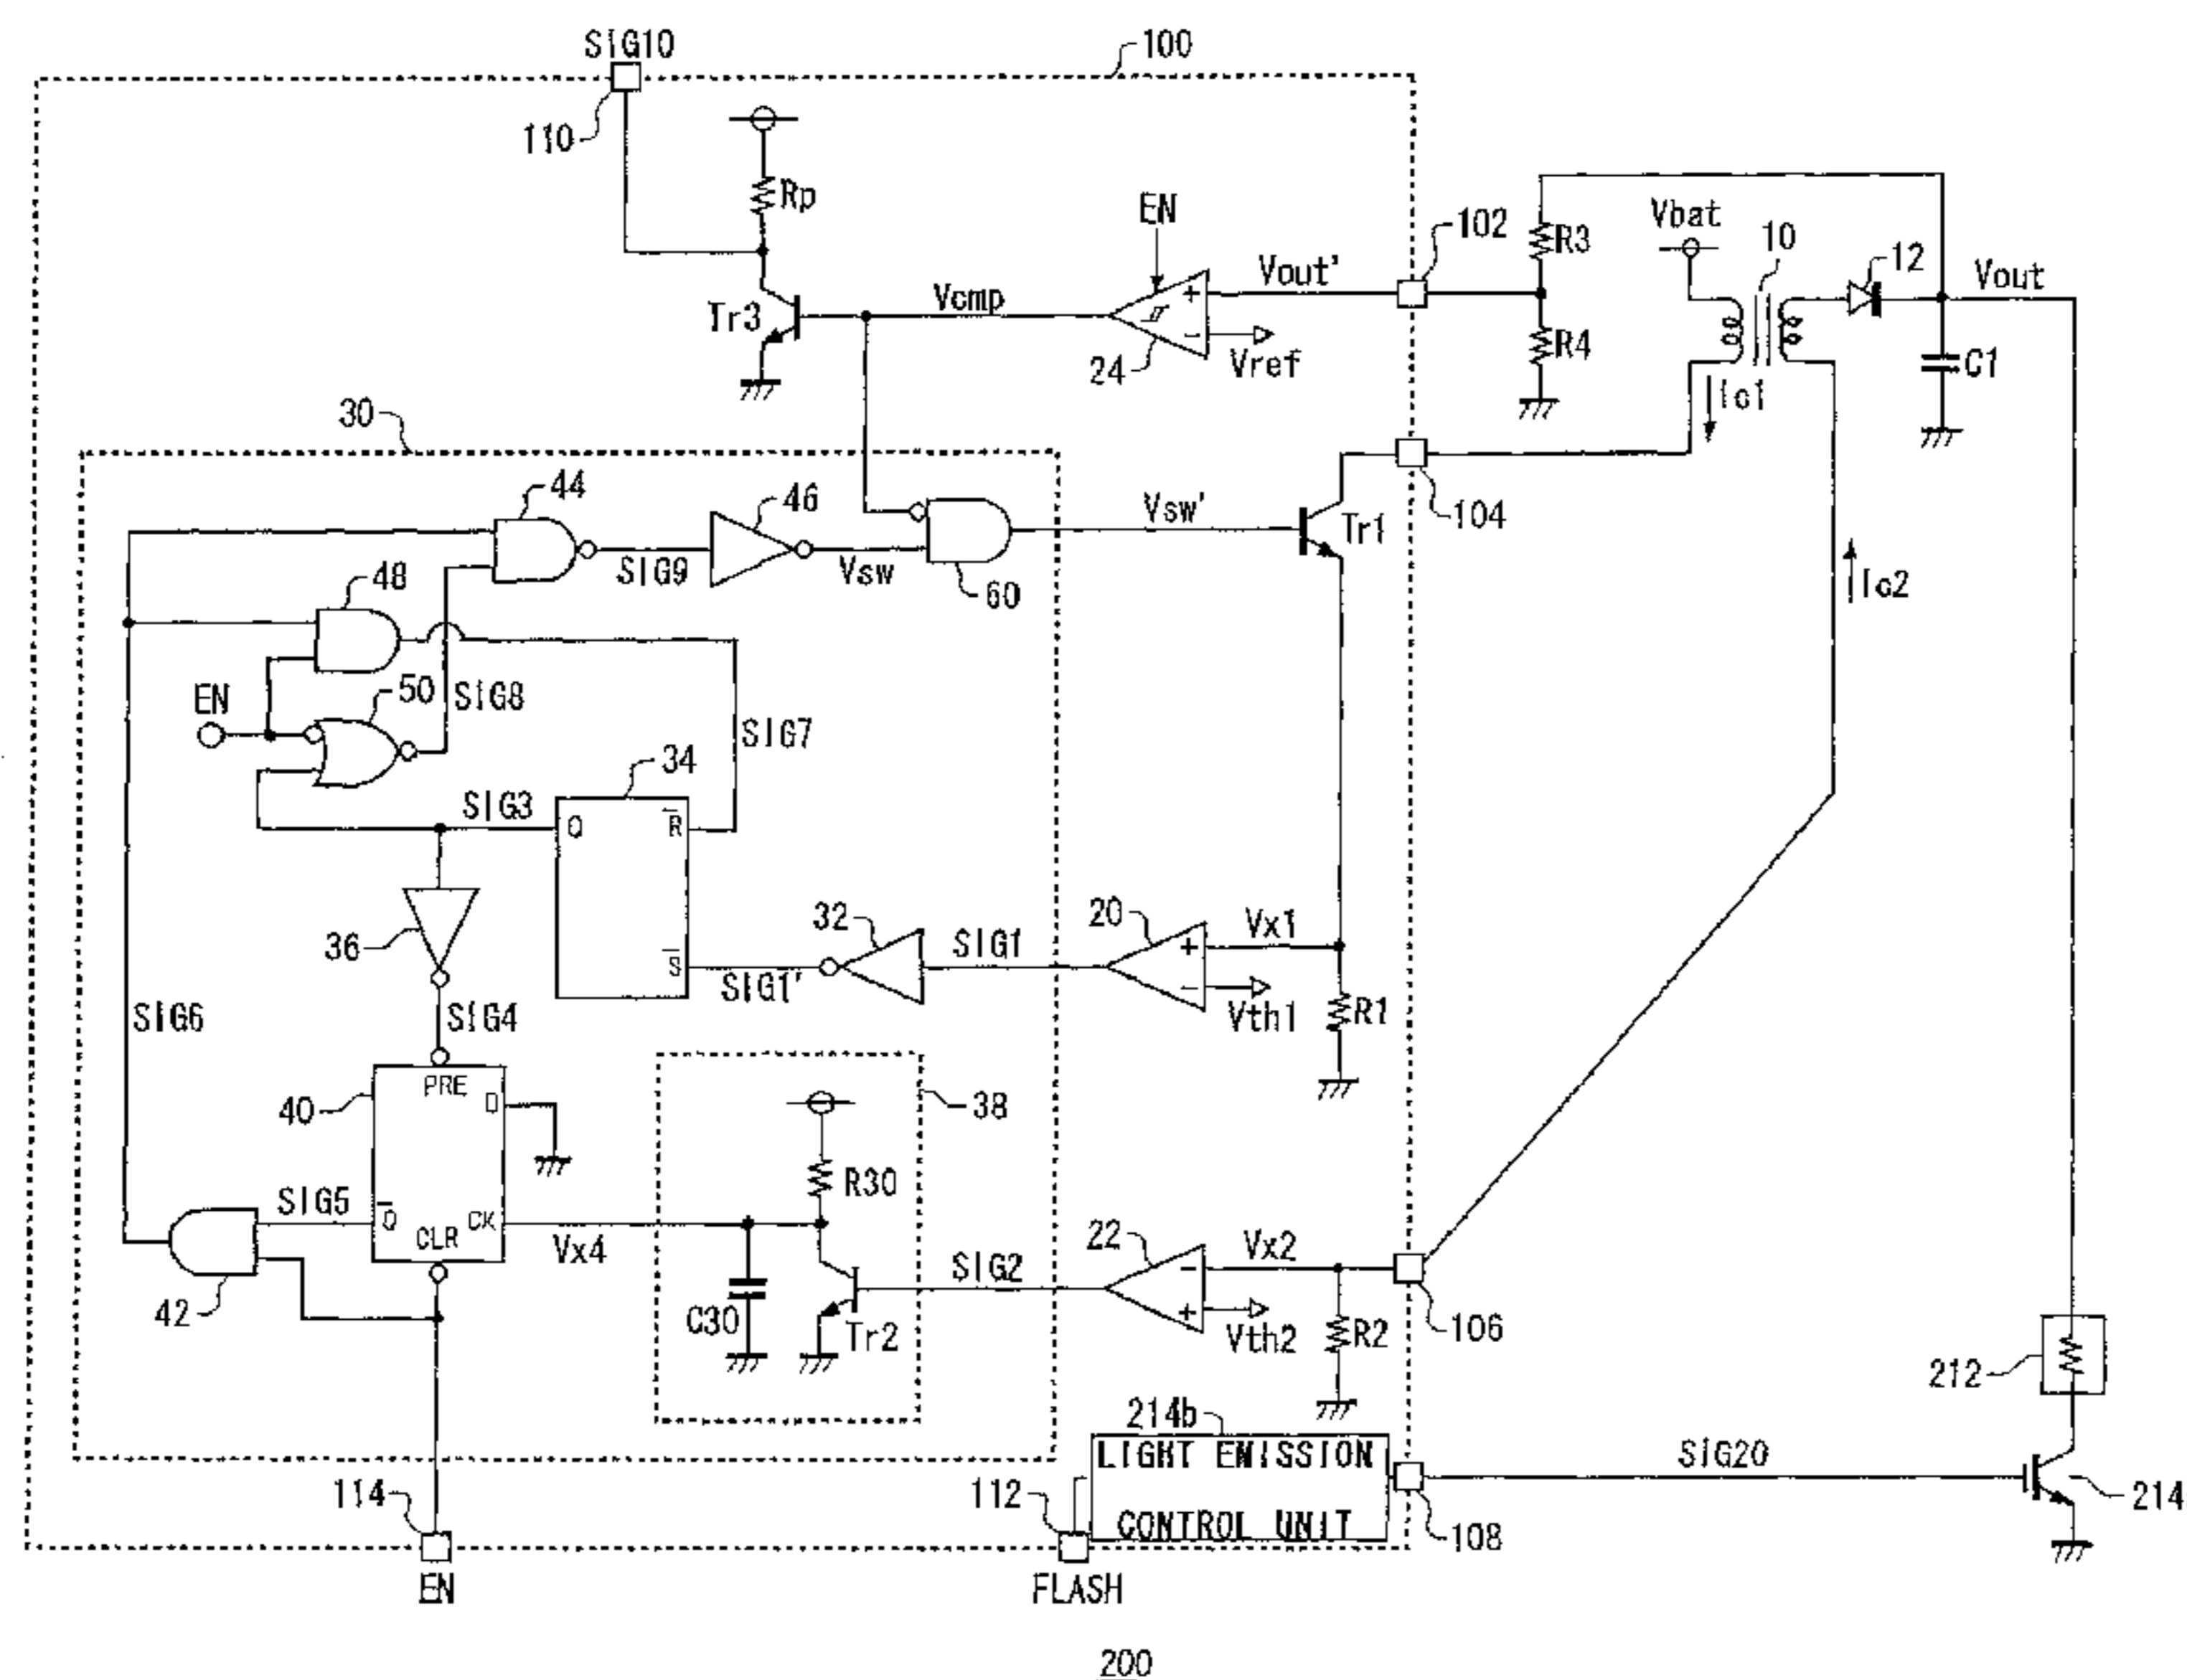 SIG10
100
110
Rp
EN
102
Vbat
10
12
Vout
R3
Vout'
Vcmp
Tr3
24
Vref
R4
Ic1
C1
30
44
46
Vsw'
Tr1
104
48
SIG9
Vsw
60
Ic2
EN
50
SIG8
SIG7
34
SIG3
Q
R
36
32
SIG1
20
Vx1
S
SIG1'
Vth1
R1
SIG6
SIG4
40
PRE
D
38
R30
SIG5
Q
CLR
CK
Vx4
22
Vx2
SIG2
42
C30
Tr2
Vth2
R2
106
212
214b
LIGHT EMISSION
CONTROL UNIT
SIG20
114
112
108
214
EN
FLASH
200